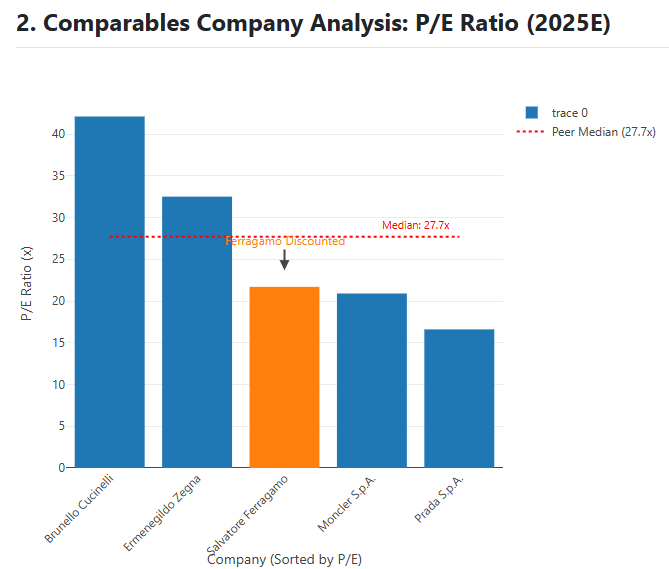 2. Comparables Company Analysis: P/E Ratio (2025E)
trace 0
Peer Median (27.7x)
Median: 27.7x
Ferragamo Discounted
P/E Ratio (x)
40
35
30
25
20
15
10
5
0
Brunello Cucinelli
Ermenegildo Zegna
Salvatore Ferragamo
Moncler S.p.A.
Prada S.p.A.
Company (Sorted by P/E)